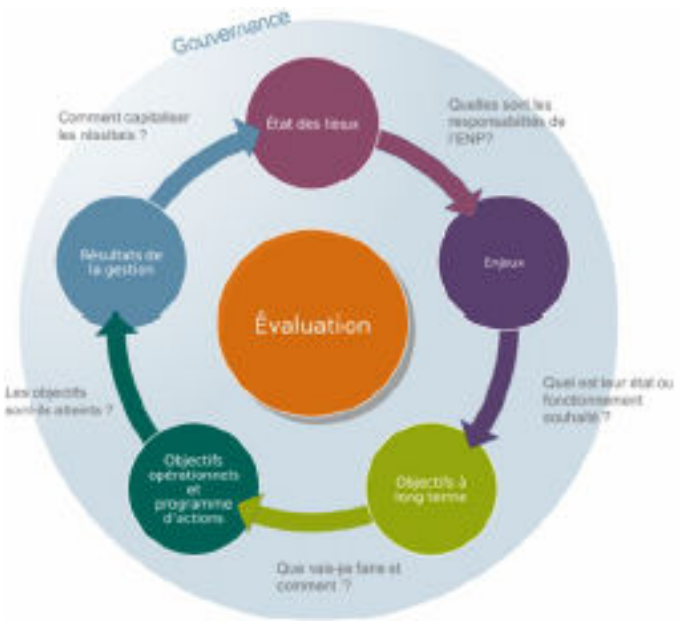 Gouvernance
État des lieux
Quelles sont les
responsabilités de
l'ENP?
Enjeux
Quel est leur état ou
fonctionnement
souhaité ?
Objectifs à
long terme
Que vais-je faire et
comment ?
Objectifs
opérationnels
et
programme
d'actions
Les objectifs
sont-ils atteints ?
Résultats de
la gestion
Comment capitaliser
les résultats ?
Évaluation